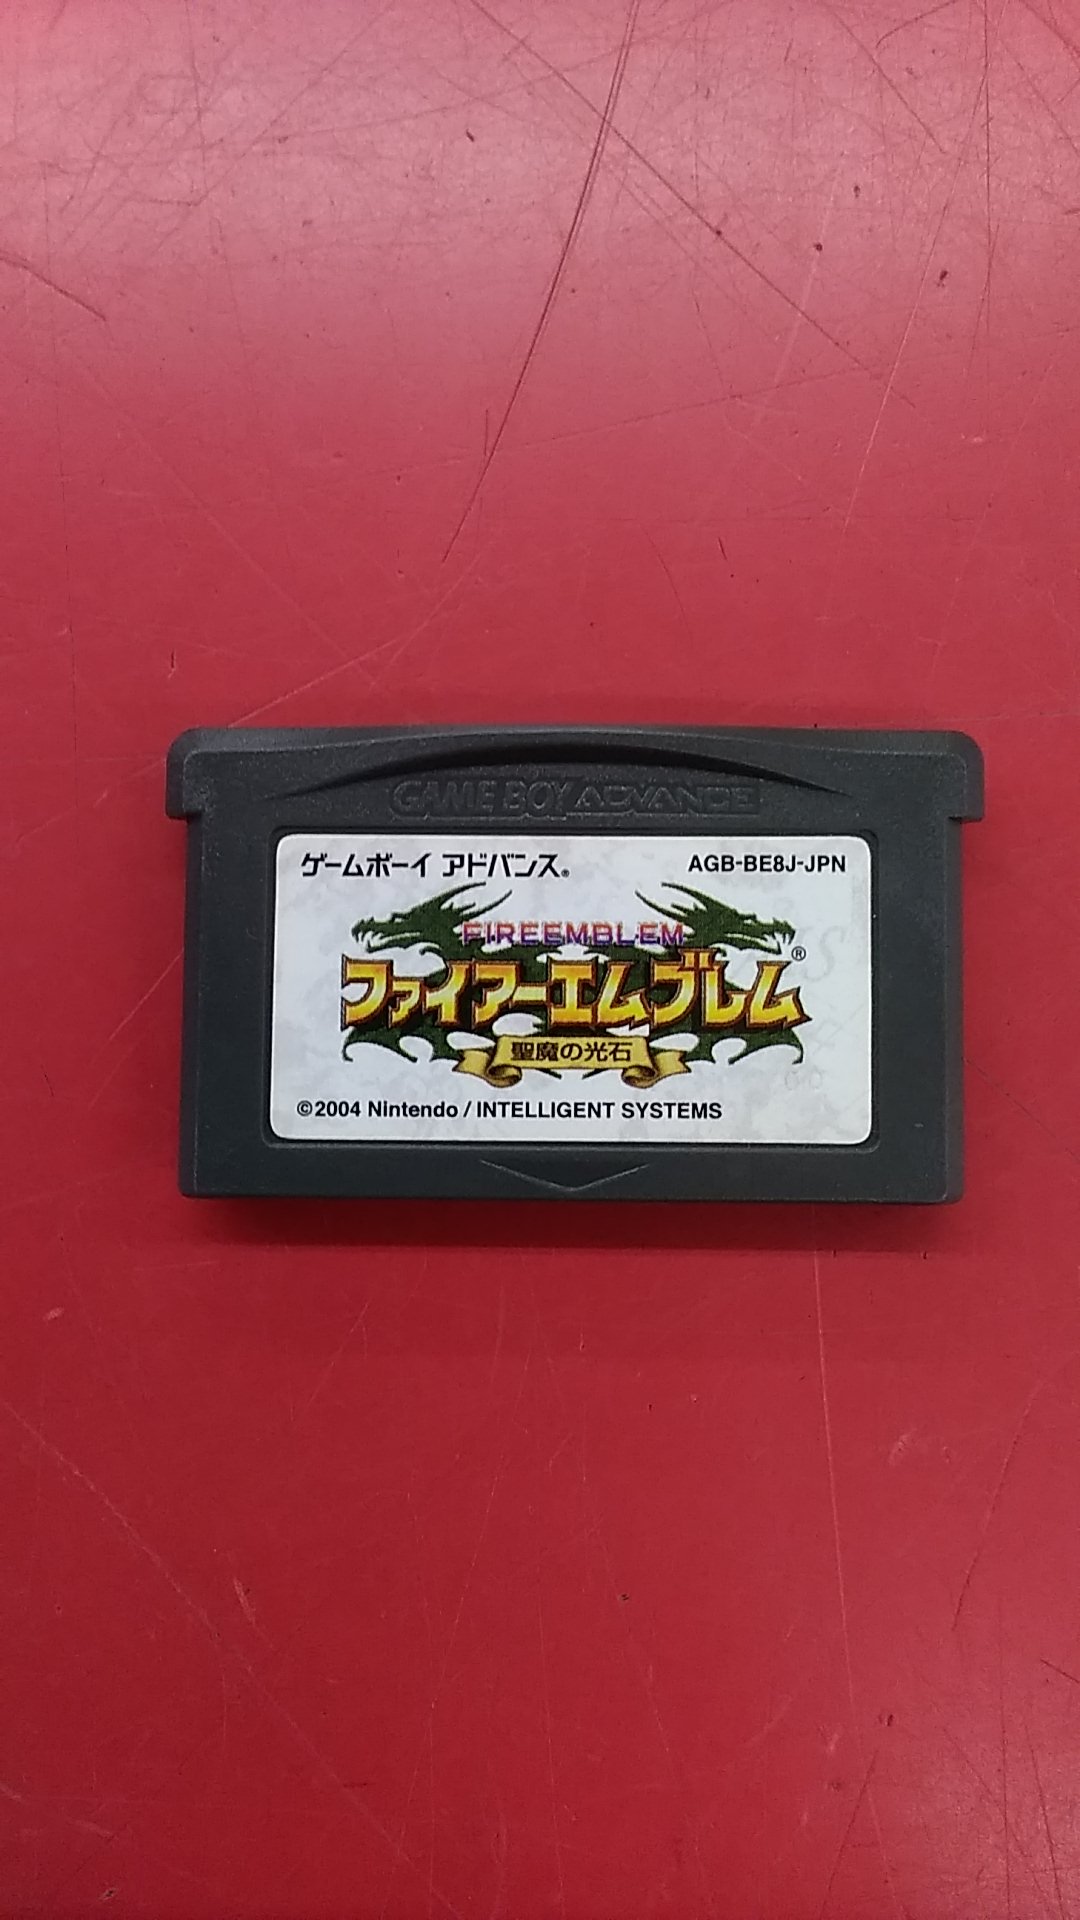 GAME BOY ADVANCE
ゲームボーイ アドバンス® AGB-BE8J-JPN
FIREEMBLEM
ファイアーエムブレム®
聖魔の光石
©2004 Nintendo / INTELLIGENT SYSTEMS